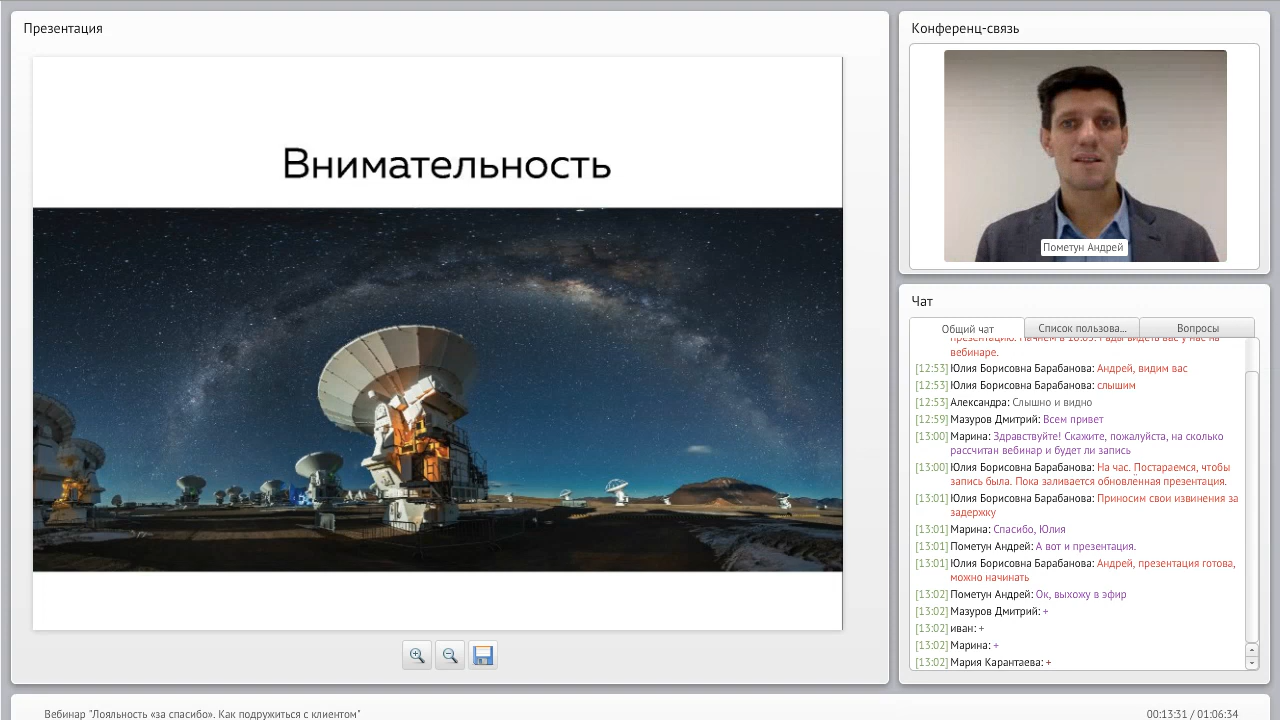 Презентация
Внимательность
Конференц-связь
Пометун Андрей
Чат
Общий чат
Список пользова...
Вопросы
вебинаре.
[12:53] Юлия Борисовна Барабанова: Андрей, видим вас
[12:53] Юлия Борисовна Барабанова: слышим
[12:53] Александра: Слышно и видно
[12:59] Мазуров Дмитрий: Всем привет
[13:00] Марина: Здравствуйте! Скажите, пожалуйста, на сколько
рассчитан вебинар и будет ли запись
[13:00] Юлия Борисовна Барабанова: На час. Постараемся, чтобы
запись была. Пока заливается обновлённая презентация.
[13:01] Юлия Борисовна Барабанова: Приносим свои извинения за
задержку
[13:01] Марина: Спасибо, Юлия
[13:01] Пометун Андрей: А вот и презентация.
[13:01] Юлия Борисовна Барабанова: Андрей, презентация готова,
можно начинать
[13:02] Пометун Андрей: Ок, выхожу в эфир
[13:02] Мазуров Дмитрий: +
[13:02] иван: +
[13:02] Марина: +
[13:02] Мария Карантаева: +
Вебинар "Лояльность «за спасибо». Как подружиться с клиентом"
00:13:31 / 01:06:34